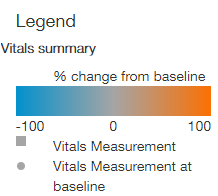 Legend
Vitals summary
% change from baseline
-100 0 100
Vitals Measurement
Vitals Measurement at
baseline